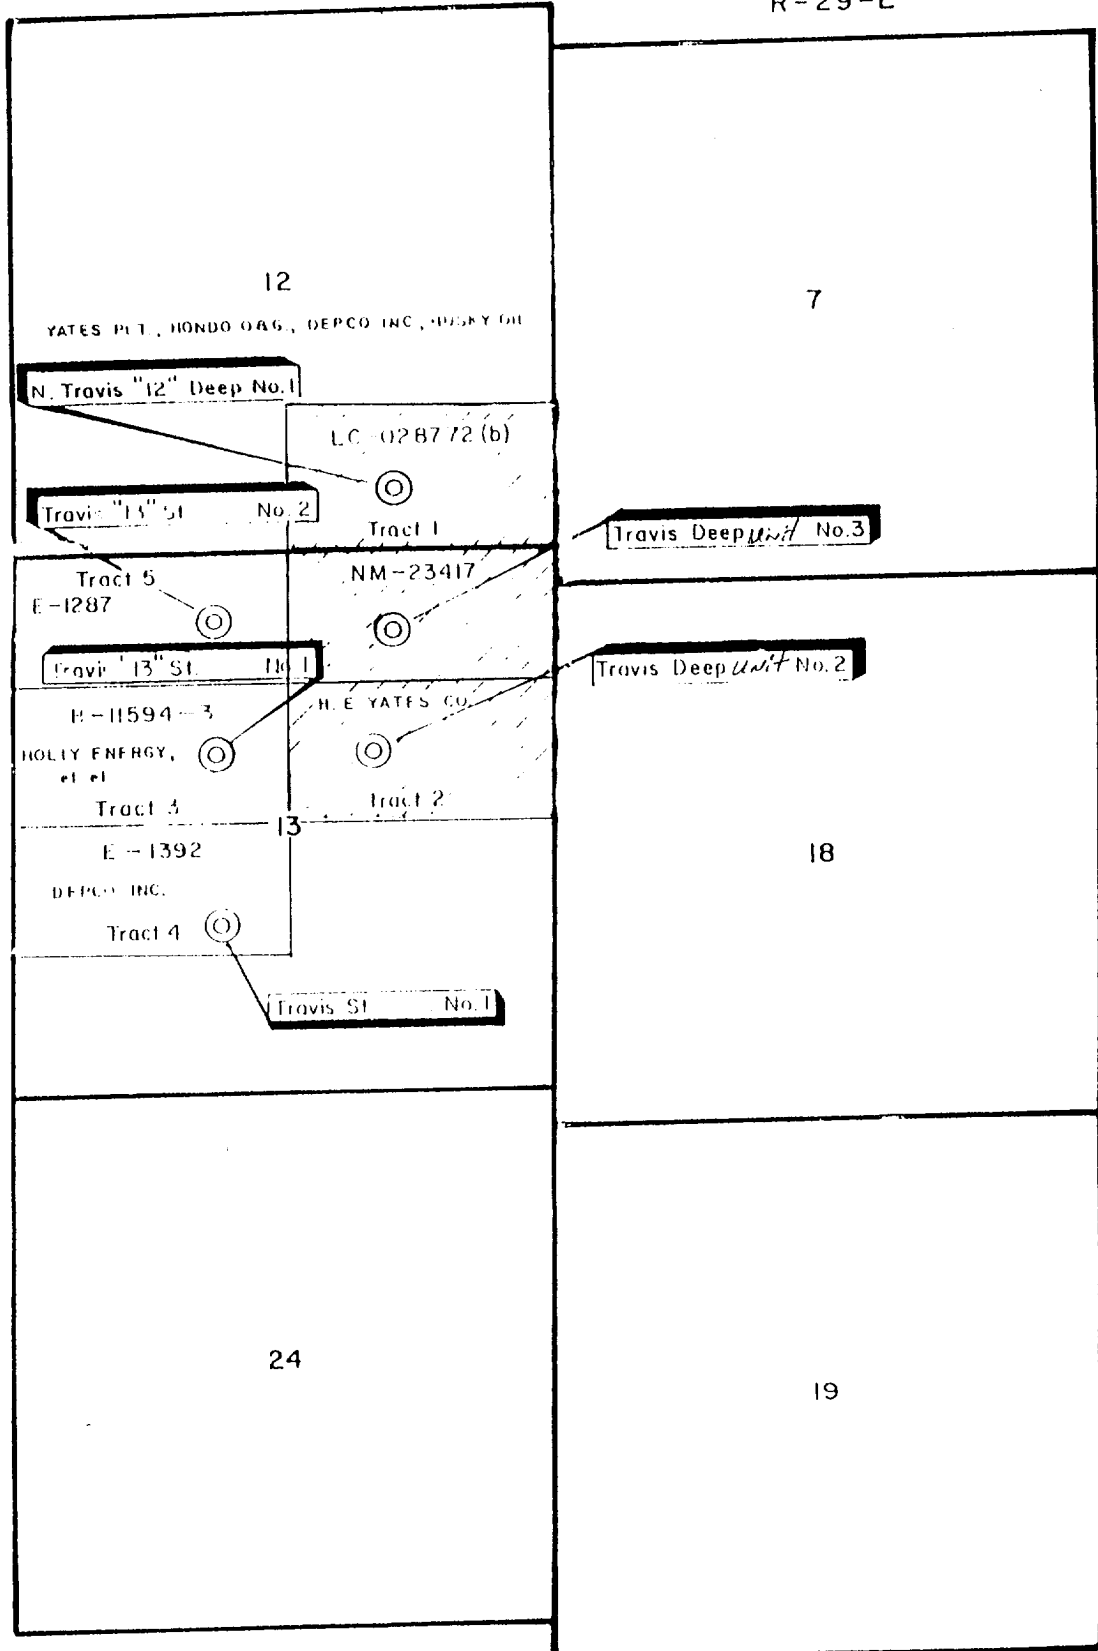 R-29-E
12
7
YATES PET., HONDO O&G., DEPCO INC., HUSKY OIL
N. Travis "12" Deep No.1
LC-028772(b)
Travis "13" St No. 2
Tract 1
Travis Deep unit No.3
Tract 5
NM-23417
E-1287
Travis "13" St. No. 1
Travis Deep unit No. 2
-11594-3
H. E YATES CO.
HOLLY ENERGY,
et el
Tract 3
Tract 2
13
E-1392
18
DEPCO INC.
Tract 4
Travis St No. 1
24
19